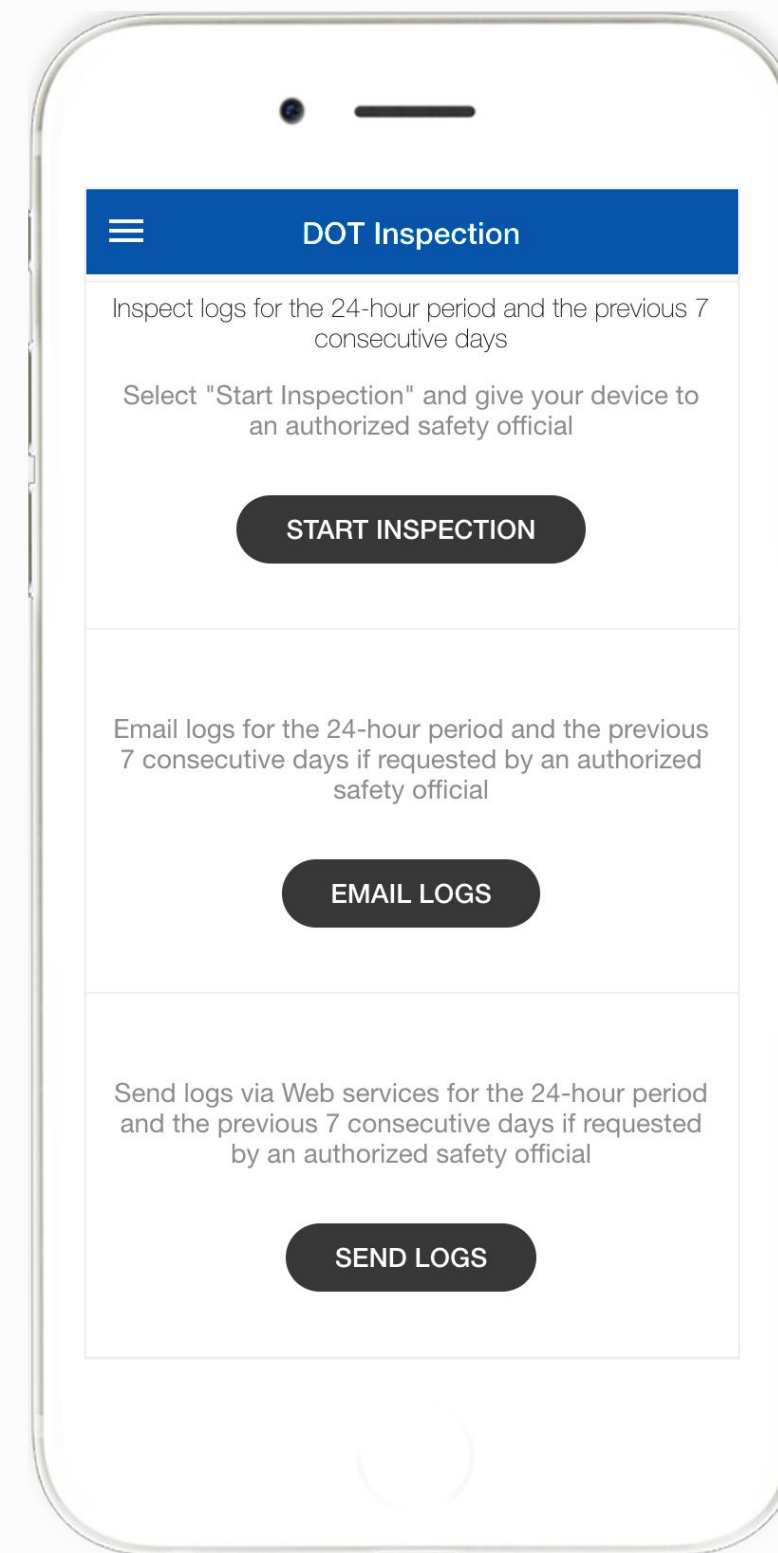 DOT Inspection
Inspect logs for the 24-hour period and the previous 7
consecutive days
Select "Start Inspection" and give your device to
an authorized safety official
START INSPECTION
Email logs for the 24-hour period and the previous
7 consecutive days if requested by an authorized
safety official
EMAIL LOGS
Send logs via Web services for the 24-hour period
and the previous 7 consecutive days if requested
by an authorized safety official
SEND LOGS